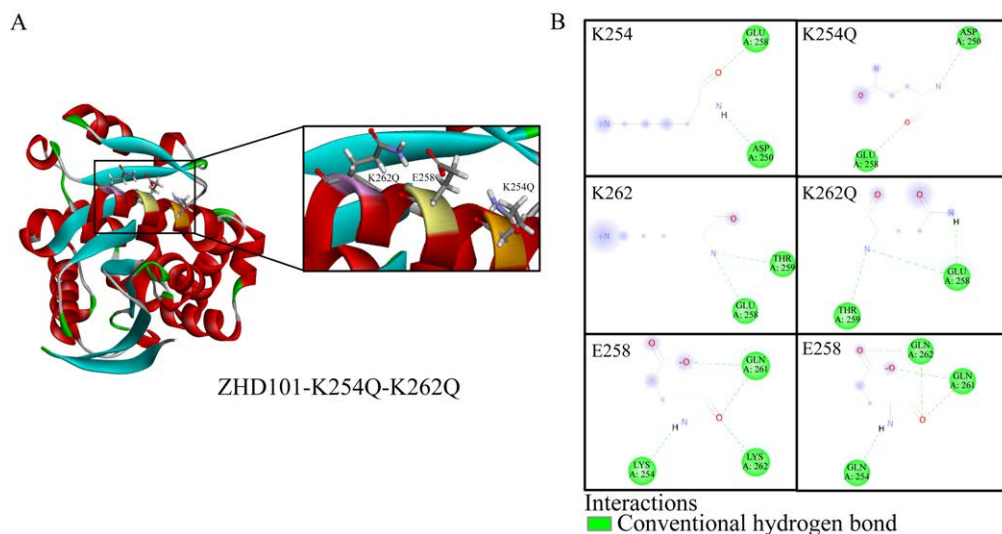 A
K262Q
E258
K254Q
ZHD101-K254Q-K262Q
B
K254
GLU
A: 258
O
N
H
+N
ASP
A: 250
K254Q
ASP
A: 250
N
N
O
O
GLU
A: 258
K262
O
+N
N
THR
A: 259
GLU
A: 258
K262Q
O
O
N
H
N
GLU
A: 258
THR
A: 259
E258
O
-O
GLN
A: 261
O
N
H
LYS
A: 254
LYS
A: 262
E258
O
GLN
A: 262
-O
GLN
A: 261
O
N
H
GLN
A: 254
Interactions
Conventional hydrogen bond